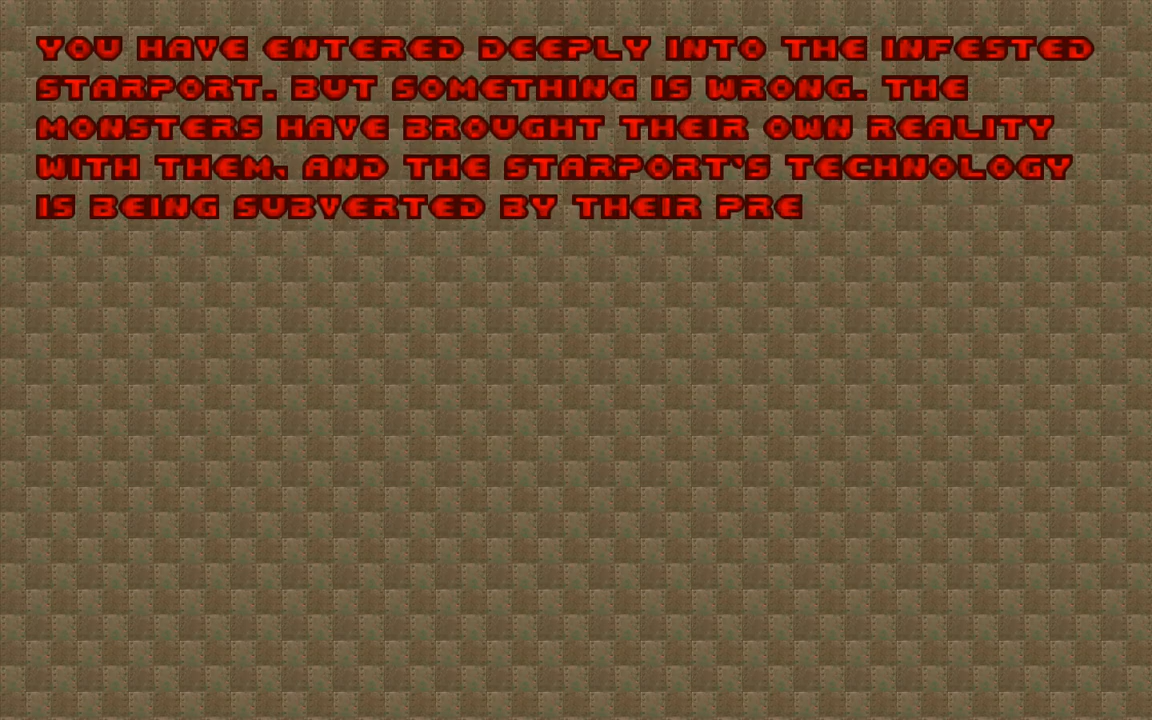 YOU HAVE ENTERED DEEPLY INTO THE INFESTED
STARPORT. BUT SOMETHING IS WRONG. THE
MONSTERS HAVE BROUGHT THEIR OWN REALITY
WITH THEM, AND THE STARPORT'S TECHNOLOGY
IS BEING SUBVERTED BY THEIR PRE